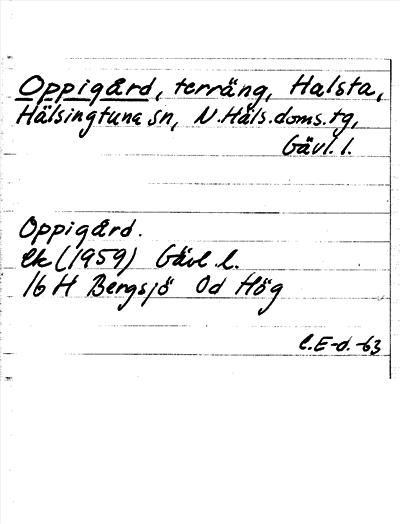 Oppigård, terräng, Halsta,
Hälsingtuna sn, N.Häls.doms.tg,
Gävl. l.
Oppigård.
ek (1959) Gävl. l.
16 H Bergsjö Od Hög
C.E-d.-63